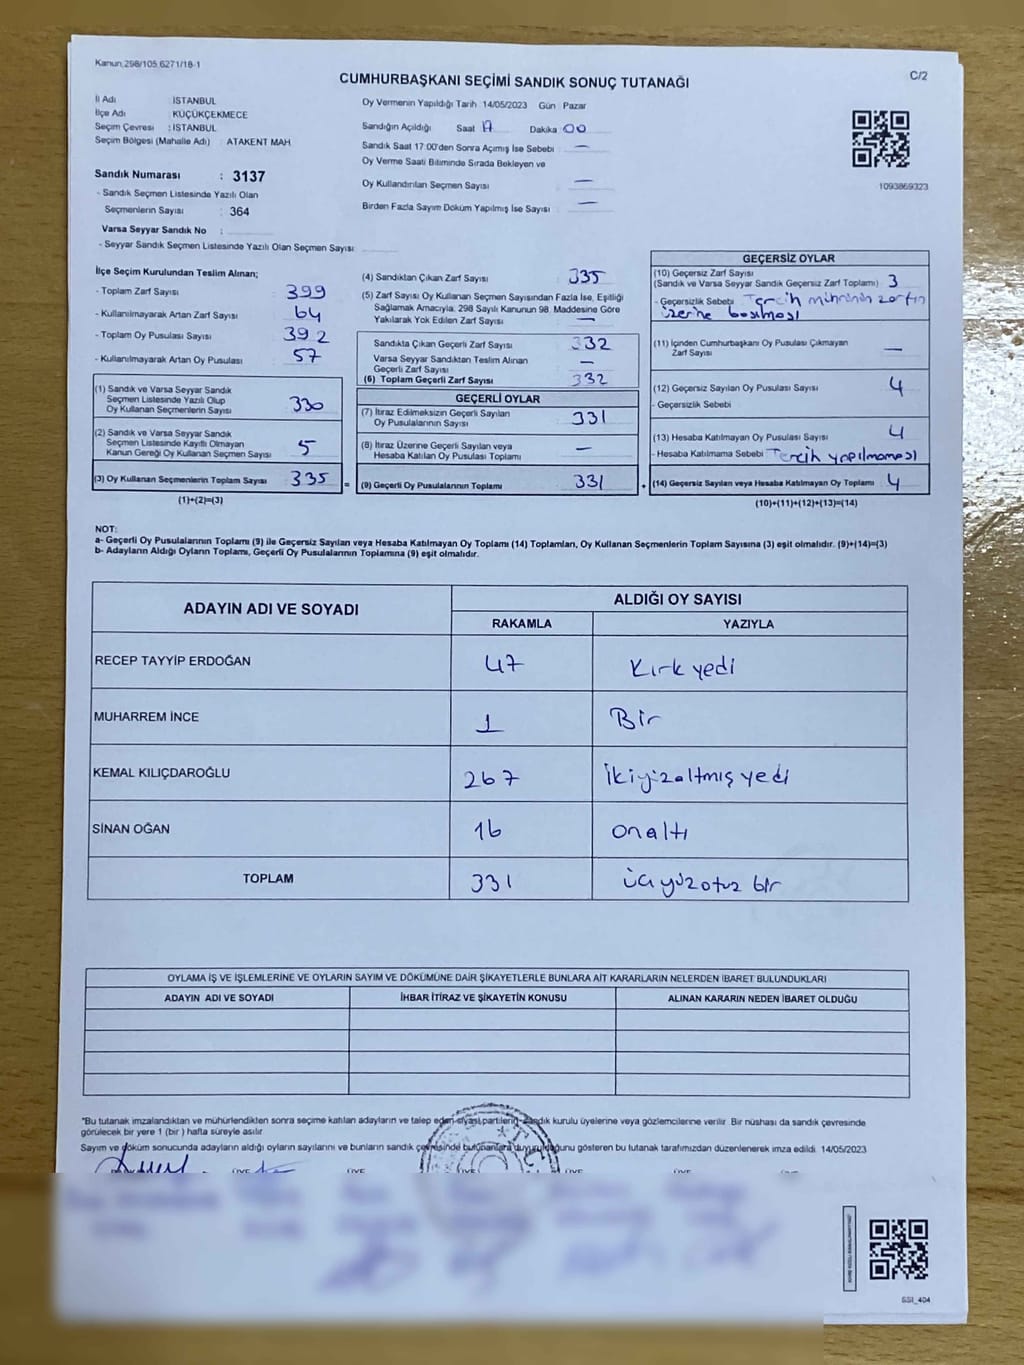 Kanun 298/105,6271/18-1
C/2
CUMHURBAŞKANI SEÇİMİ SANDIK SONUÇ TUTANAĞI
İl Adı : İSTANBUL
İlçe Adı : KÜÇÜKÇEKMECE
Seçim Çevresi : İSTANBUL
Seçim Bölgesi (Mahalle Adı) : ATAKENT MAH
Sandık Numarası : 3137
- Sandık Seçmen Listesinde Yazılı Olan
Seçmenlerin Sayısı : 364
Varsa Seyyar Sandık No :
- Seyyar Sandık Seçmen Listesinde Yazılı Olan Seçmen Sayısı
Oy Vermenin Yapıldığı Tarih 14/05/2023 Gün : Pazar
Sandığın Açıldığı Saat 17 Dakika 00
Sandık Saat 17:00'den Sonra Açımış İse Sebebi —
Oy Verme Saati Bitiminde Sırada Bekleyen ve
Oy Kullandırılan Seçmen Sayısı —
Birden Fazla Sayım Döküm Yapılmış İse Sayısı —
1093869323
İlçe Seçim Kurulundan Teslim Alınan;
- Toplam Zarf Sayısı : 399
- Kullanılmayarak Artan Zarf Sayısı : 64
- Toplam Oy Pusulası Sayısı : 392
- Kullanılmayarak Artan Oy Pusulası : 57
(1) Sandık ve Varsa Seyyar Sandık
Seçmen Listesinde Yazılı Olup
Oy Kullanan Seçmenlerin Sayısı : 330
(2) Sandık ve Varsa Seyyar Sandık
Seçmen Listesinde Kayıtlı Olmayan
Kanun Gereği Oy Kullanan Seçmen Sayısı : 5
(3) Oy Kullanan Seçmenlerin Toplam Sayısı : 335
(1)+(2)=(3)
(4) Sandıktan Çıkan Zarf Sayısı : 335
(5) Zarf Sayısı Oy Kullanan Seçmen Sayısından Fazla İse, Eşitliği
Sağlamak Amacıyla, 298 Sayılı Kanunun 98. Maddesine Göre
Yakılarak Yok Edilen Zarf Sayısı : —
Sandıkta Çıkan Geçerli Zarf Sayısı : 332
Varsa Seyyar Sandıktan Teslim Alınan
Geçerli Zarf Sayısı : —
(6) Toplam Geçerli Zarf Sayısı : 332
GEÇERLİ OYLAR
(7) İtiraz Edilmeksizin Geçerli Sayılan
Oy Pusulalarının Sayısı : 331
(8) İtiraz Üzerine Geçerli Sayılan veya
Hesaba Katılan Oy Pusulası Toplamı : —
= (9) Geçerli Oy Pusulalarının Toplamı : 331
GEÇERSİZ OYLAR
(10) Geçersiz Zarf Sayısı
(Sandık ve Varsa Seyyar Sandık Geçersiz Zarf Toplamı) : 3
- Geçersizlik Sebebi Tercih mührünün zarfın
üzerine basılması
(11) İçinden Cumhurbaşkanı Oy Pusulası Çıkmayan
Zarf Sayısı : —
(12) Geçersiz Sayılan Oy Pusulası Sayısı : 4
- Geçersizlik Sebebi
(13) Hesaba Katılmayan Oy Pusulası Sayısı : 4
- Hesaba Katılmama Sebebi Tercih yapılmaması
+ (14) Geçersiz Sayılan veya Hesaba Katılmayan Oy Toplamı : 4
(10)+(11)+(12)+(13)=(14)
NOT:
a- Geçerli Oy Pusulalarının Toplamı (9) ile Geçersiz Sayılan veya Hesaba Katılmayan Oy Toplamı (14) Toplamları, Oy Kullanan Seçmenlerin Toplam Sayısına (3) eşit olmalıdır. (9)+(14)=(3)
b- Adayların Aldığı Oyların Toplamı, Geçerli Oy Pusulalarının Toplamına (9) eşit olmalıdır.
ADAYIN ADI VE SOYADI ALDIĞI OY SAYISI
RAKAMLA YAZIYLA
RECEP TAYYİP ERDOĞAN 47 Kırk yedi
MUHARREM İNCE 1 Bir
KEMAL KILIÇDAROĞLU 267 İkiyüzaltmış yedi
SİNAN OĞAN 16 onaltı
TOPLAM 331 üçyüzotuz bir
OYLAMA İŞ VE İŞLEMLERİNE VE OYLARIN SAYIM VE DÖKÜMÜNE DAİR ŞİKAYETLERLE BUNLARA AİT KARARLARIN NELERDEN İBARET BULUNDUKLARI
ADAYIN ADI VE SOYADI İHBAR İTİRAZ VE ŞİKAYETİN KONUSU ALINAN KARARIN NEDEN İBARET OLDUĞU
*Bu tutanak imzalandıktan ve mühürlendikten sonra seçime katılan adayların ve talep eden siyasi partilerin sandık kurulu üyelerine veya gözlemcilerine verilir. Bir nüshası da sandık çevresinde
görülecek bir yere 1 (bir) hafta süreyle asılır.
Sayım ve döküm sonucunda adayların aldığı oyların sayılarını ve bunların sandık çevresinde bulunanlara duyurulduğunu gösteren bu tutanak tarafımızdan düzenlenerek imza edildi. 14/05/2023
SSI_404